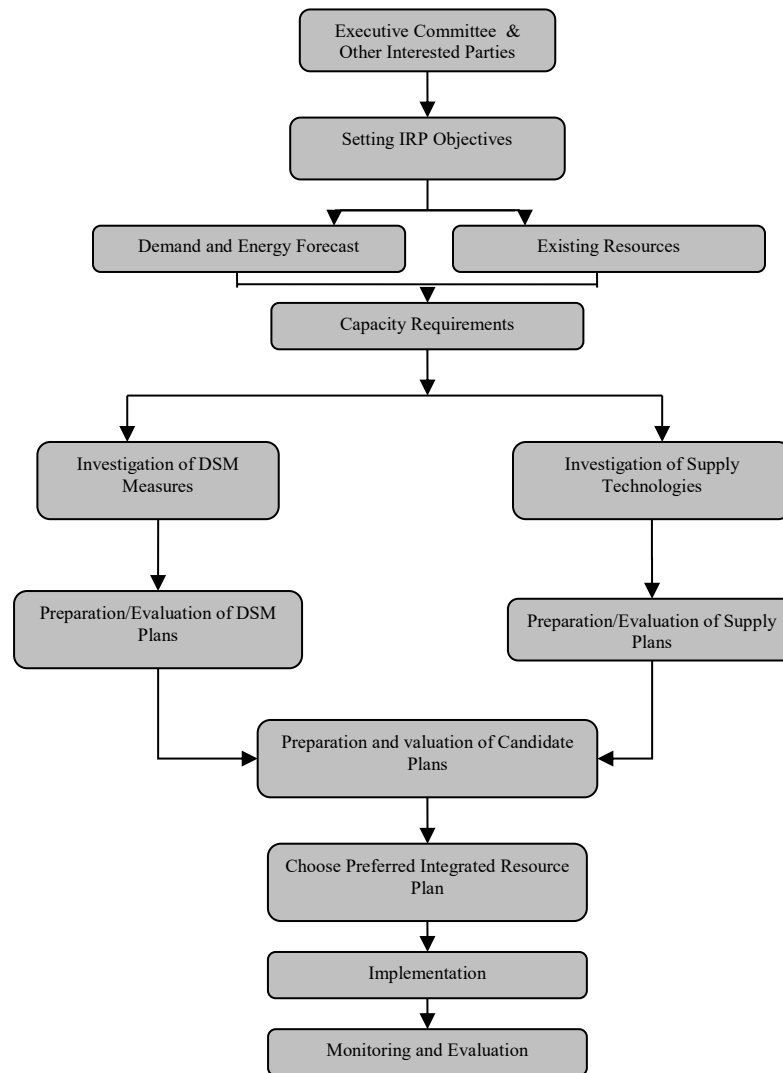 Executive Committee &
Other Interested Parties
Setting IRP Objectives
Demand and Energy Forecast
Existing Resources
Capacity Requirements
Investigation of DSM
Measures
Investigation of Supply
Technologies
Preparation/Evaluation of DSM
Plans
Preparation/Evaluation of Supply
Plans
Preparation and valuation of Candidate
Plans
Choose Preferred Integrated Resource
Plan
Implementation
Monitoring and Evaluation